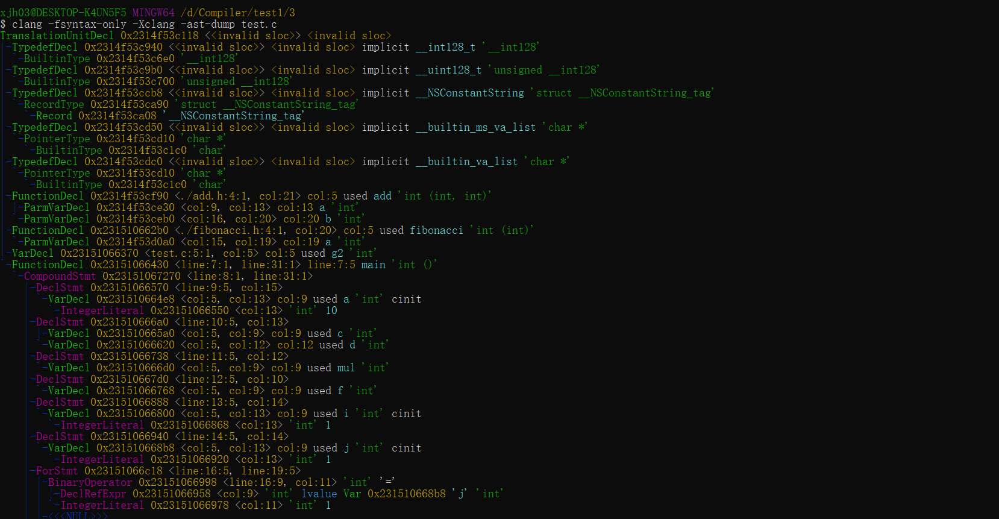 xjh03@DESKTOP-K4UN5F5 MINGW64 /d/Compiler/test1/3
$ clang -fsyntax-only -Xclang -ast-dump test.c
TranslationUnitDecl 0x2314f53c118 <<invalid sloc>> <invalid sloc>
|-TypedefDecl 0x2314f53c940 <<invalid sloc>> <invalid sloc> implicit __int128_t '__int128'
| `-BuiltinType 0x2314f53c6e0 '__int128'
|-TypedefDecl 0x2314f53c9b0 <<invalid sloc>> <invalid sloc> implicit __uint128_t 'unsigned __int128'
| `-BuiltinType 0x2314f53c700 'unsigned __int128'
|-TypedefDecl 0x2314f53ccb8 <<invalid sloc>> <invalid sloc> implicit __NSConstantString 'struct __NSConstantString_tag'
| `-RecordType 0x2314f53ca90 'struct __NSConstantString_tag'
|   `-Record 0x2314f53ca08 '__NSConstantString_tag'
|-TypedefDecl 0x2314f53cd50 <<invalid sloc>> <invalid sloc> implicit __builtin_ms_va_list 'char *'
| `-PointerType 0x2314f53cd10 'char *'
|   `-BuiltinType 0x2314f53c1c0 'char'
|-TypedefDecl 0x2314f53cdc0 <<invalid sloc>> <invalid sloc> implicit __builtin_va_list 'char *'
| `-PointerType 0x2314f53cd10 'char *'
|   `-BuiltinType 0x2314f53c1c0 'char'
|-FunctionDecl 0x2314f53cf90 <./add.h:4:1, col:21> col:5 used add 'int (int, int)'
| |-ParmVarDecl 0x2314f53ce30 <col:9, col:13> col:13 a 'int'
| `-ParmVarDecl 0x2314f53ceb0 <col:16, col:20> col:20 b 'int'
|-FunctionDecl 0x231510662b0 <./fibonacci.h:4:1, col:20> col:5 used fibonacci 'int (int)'
| `-ParmVarDecl 0x2314f53d0a0 <col:15, col:19> col:19 a 'int'
|-VarDecl 0x23151066370 <test.c:5:1, col:5> col:5 used g2 'int'
`-FunctionDecl 0x23151066430 <line:7:1, line:31:1> line:7:5 main 'int ()'
  `-CompoundStmt 0x23151067270 <line:8:1, line:31:1>
    |-DeclStmt 0x23151066570 <line:9:5, col:15>
    | `-VarDecl 0x231510664e8 <col:5, col:13> col:9 used a 'int' cinit
    |   `-IntegerLiteral 0x23151066550 <col:13> 'int' 10
    |-DeclStmt 0x231510666a0 <line:10:5, col:13>
    | |-VarDecl 0x231510665a0 <col:5, col:9> col:9 used c 'int'
    | `-VarDecl 0x23151066620 <col:5, col:12> col:12 used d 'int'
    |-DeclStmt 0x23151066738 <line:11:5, col:12>
    | `-VarDecl 0x231510666d0 <col:5, col:9> col:9 used mul 'int'
    |-DeclStmt 0x231510667d0 <line:12:5, col:10>
    | `-VarDecl 0x23151066768 <col:5, col:9> col:9 used f 'int'
    |-DeclStmt 0x23151066888 <line:13:5, col:14>
    | `-VarDecl 0x23151066800 <col:5, col:13> col:9 used i 'int' cinit
    |   `-IntegerLiteral 0x23151066868 <col:13> 'int' 1
    |-DeclStmt 0x23151066940 <line:14:5, col:14>
    | `-VarDecl 0x231510668b8 <col:5, col:13> col:9 used j 'int' cinit
    |   `-IntegerLiteral 0x23151066920 <col:13> 'int' 1
    |-ForStmt 0x23151066c18 <line:16:5, line:19:5>
    | |-BinaryOperator 0x23151066998 <line:16:9, col:11> 'int' '='
    | | |-DeclRefExpr 0x23151066958 <col:9> 'int' lvalue Var 0x231510668b8 'j' 'int'
    | | `-IntegerLiteral 0x23151066978 <col:11> 'int' 1
    | |-<<<NULL>>>